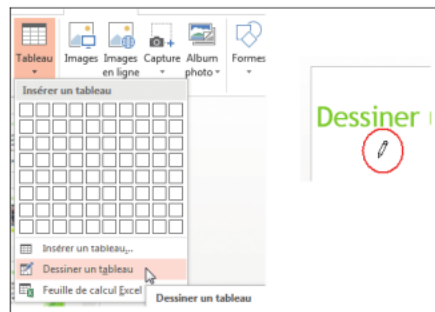 Tableau Images Images Capture Album Formes
en ligne photo
Insérer un tableau
Insérer un tableau...
Dessiner un tableau
Feuille de calcul Excel
Dessiner un tableau
Dessiner